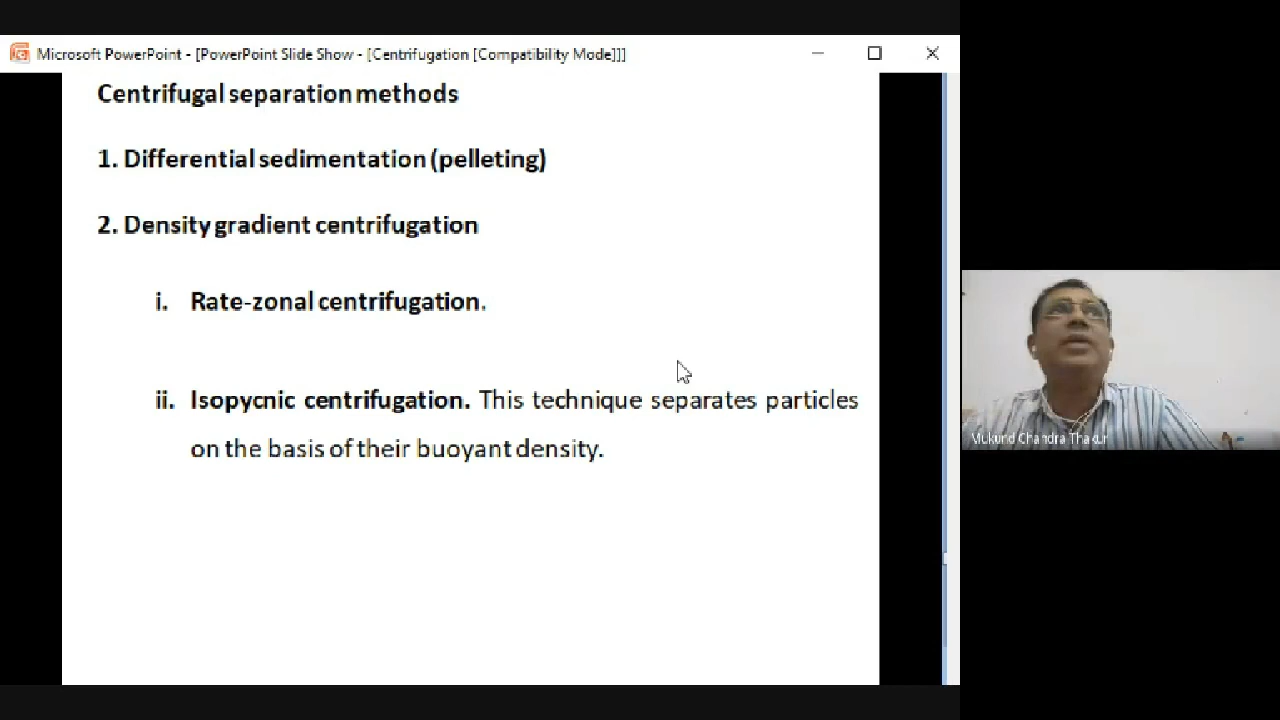 Microsoft PowerPoint - [PowerPoint Slide Show - [Centrifugation [Compatibility Mode]]]
Centrifugal separation methods
1. Differential sedimentation (pelleting)
2. Density gradient centrifugation
i. Rate-zonal centrifugation.
ii. Isopycnic centrifugation. This technique separates particles
on the basis of their buoyant density.
Mukund Chandra Thakur